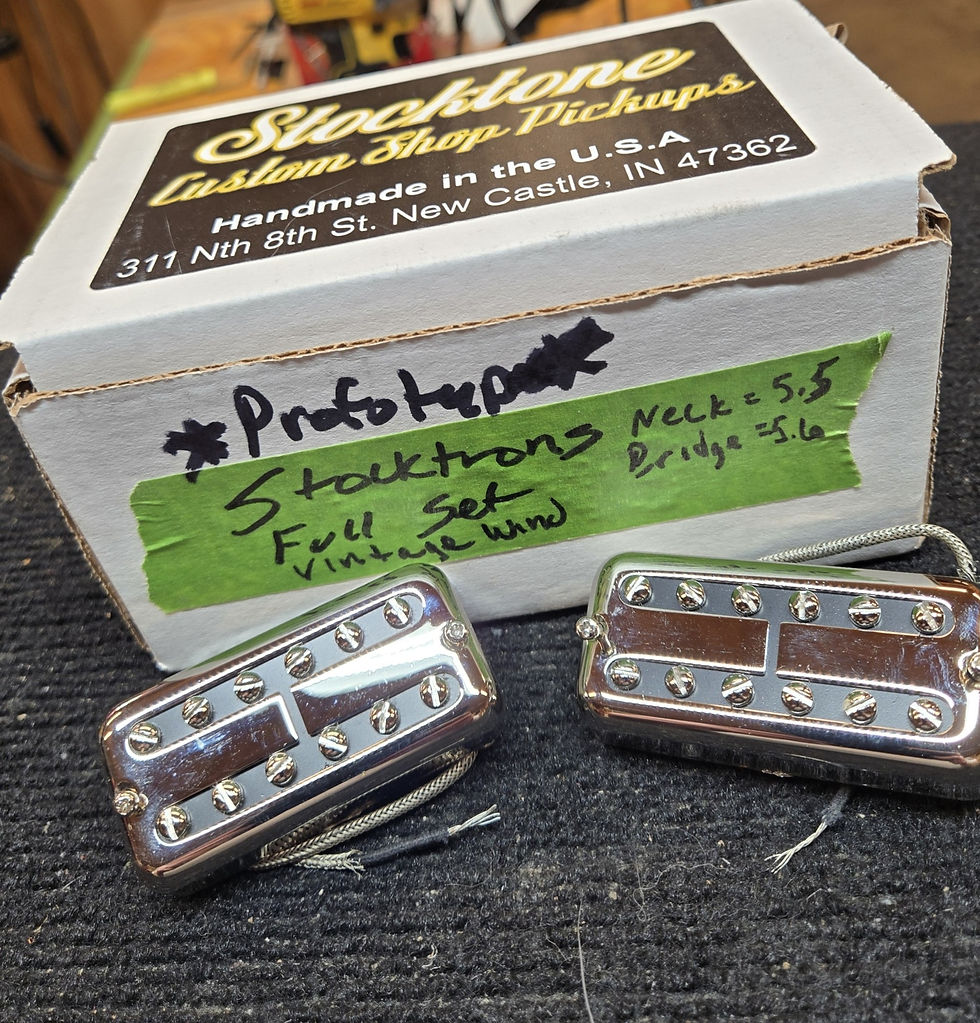 Stocktone
Custom Shop Pickups
Handmade in the U.S.A
311 Nth 8th St. New Castle, IN 47362
*Prototype*
Stocktrons
Full Set
Vintage Wind
Neck = 5.5
Bridge = 5.6